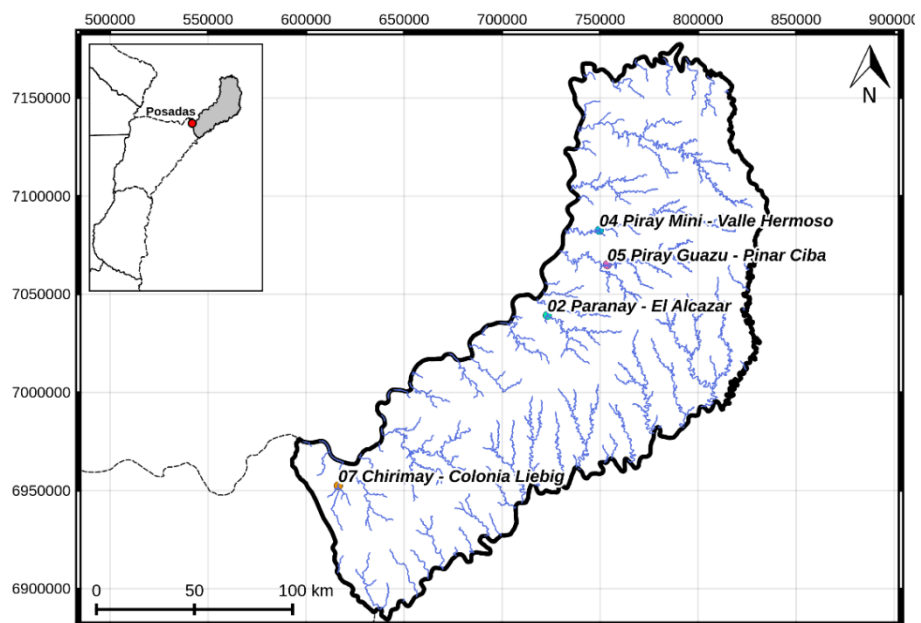 500000 550000 600000 650000 700000 750000 800000 850000 900000
7150000
7100000
7050000
7000000
6950000
6900000
Posadas
N
04 Piray Mini - Valle Hermoso
05 Piray Guazu - Pinar Ciba
02 Paranay - El Alcazar
07 Chirimay - Colonia Liebig
0 50 100 km